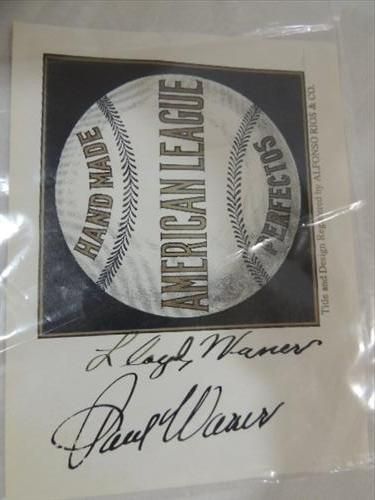 HAND MADE
AMERICAN LEAGUE
PERFECTOS
Title and Design Registered by ALFONSO RIOS & CO.
Lloyd Waner
Paul Waner